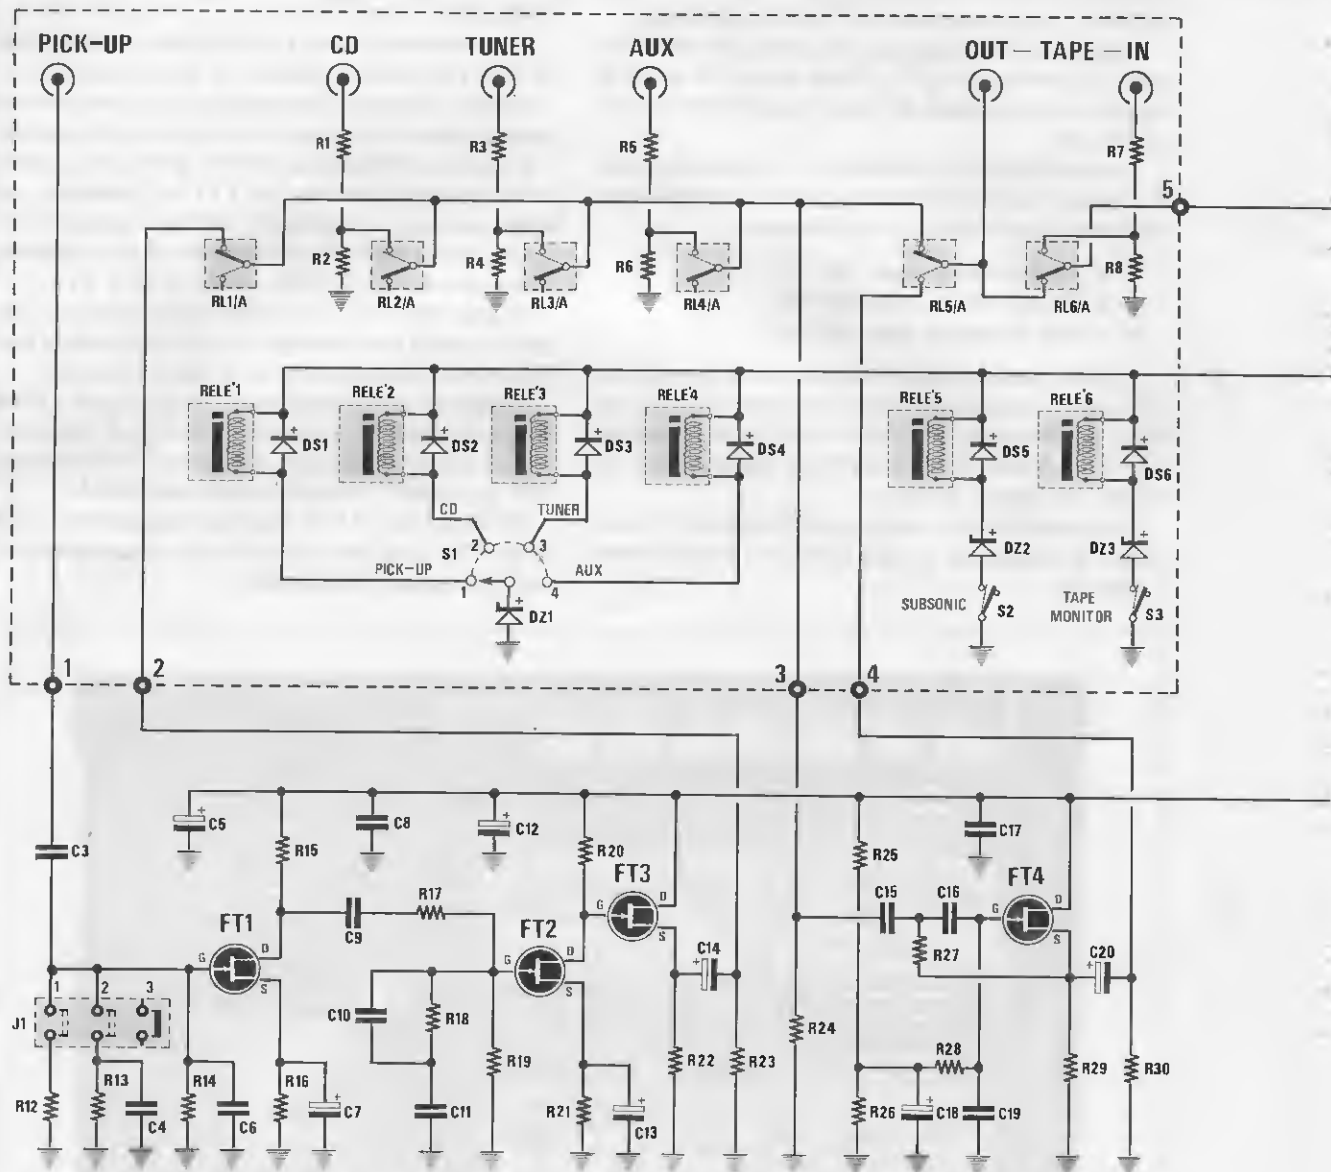 PICK-UP CD TUNER AUX OUT — TAPE — IN
R1 R3 R5 R7
5
R2 R4 R6 R8
RL1/A RL2/A RL3/A RL4/A RL5/A RL6/A
RELE'1 RELE'2 RELE'3 RELE'4 RELE'5 RELE'6
DS1 DS2 DS3 DS4 DS5 DS6
+ + + + + +
CD TUNER
S1 2 3
PICK-UP 1 4 AUX
+ DZ1
+ DZ2 + DZ3
SUBSONIC S2 TAPE MONITOR S3
1 2 3 4
+ C5 C8 + C12 C17
C3 R15 R20 R25
R17 FT3 FT4
C9 G D S C15 C16 G D S
FT1 FT2 R27
G D S G D S + C14 + C20
J1 1 2 3
C10 R18 R19 R24
R28
R12 R13 C4 R14 C6 R16 + C7 C11 R21 + C13 R22 R23 R26 + C18 C19 R29 R30